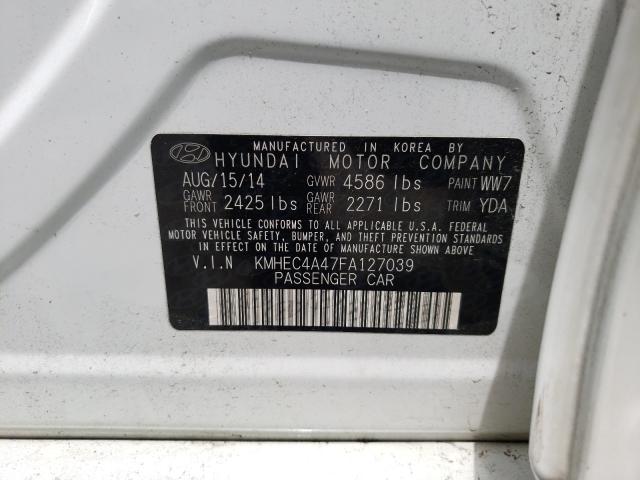 MANUFACTURED IN KOREA BY
HYUNDAI MOTOR COMPANY
AUG/15/14 GVWR 4586 lbs PAINT WW7
GAWR FRONT 2425 lbs GAWR REAR 2271 lbs TRIM YDA
THIS VEHICLE CONFORMS TO ALL APPLICABLE U.S.A. FEDERAL
MOTOR VEHICLE SAFETY, BUMPER, AND THEFT PREVENTION STANDARDS
IN EFFECT ON THE DATE OF MANUFACTURE SHOWN ABOVE
V.I.N KMHEC4A47FA127039
PASSENGER CAR